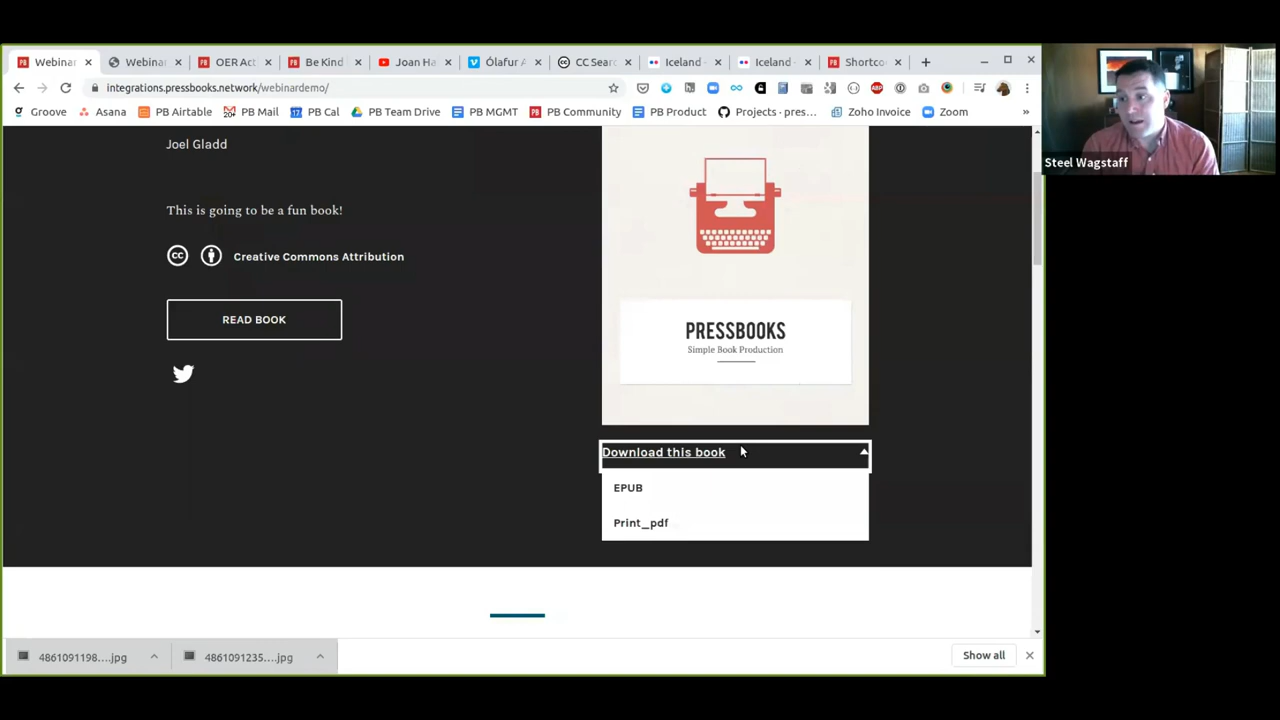 Webinar
Webinar
OER Act
Be Kind
Joan Ha
Ólafur A
CC Sear
Iceland -
Iceland -
Shortco
integrations.pressbooks.network/webinardemo/
Groove
Asana
PB Airtable
PB Mail
PB Cal
PB Team Drive
PB MGMT
PB Community
PB Product
Projects · pres...
Zoho Invoice
Zoom
Steel Wagstaff
Joel Gladd
This is going to be a fun book!
Creative Commons Attribution
READ BOOK
PRESSBOOKS
Simple Book Production
Download this book
EPUB
Print_pdf
4861091198....jpg
4861091235....jpg
Show all